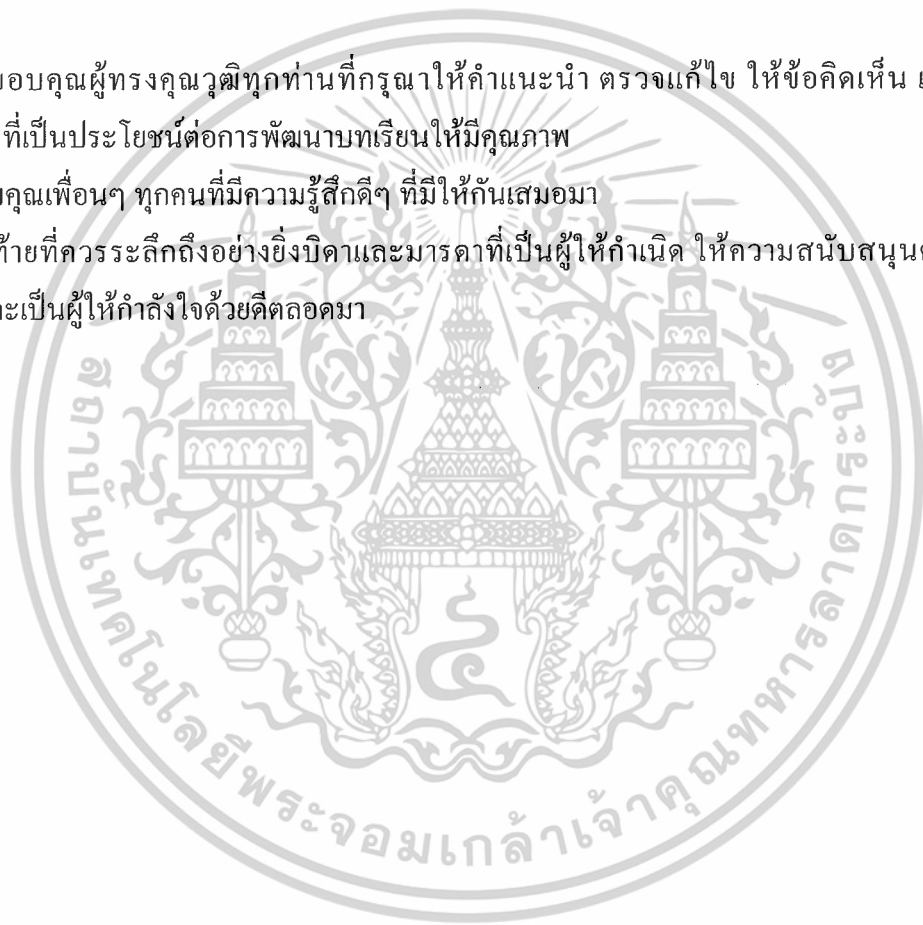 ขอบคุณผู้ทรงคุณวุฒิทุกท่านที่กรุณาให้คำแนะนำ ตรวจแก้ไข ให้ข้อคิดเห็น
ที่เป็นประโยชน์ต่อการพัฒนาบทเรียนให้มีคุณภาพ
คุณเพื่อนๆ ทุกคนที่มีความรู้สึกดีๆ ที่มีให้กันเสมอมา
ท้ายที่ควรระลึกถึงอย่างยิ่งบิดาและมารดาที่เป็นผู้ให้กำเนิด ให้ความสนับสนุน
ละเป็นผู้ให้กำลังใจด้วยดีตลอดมา
สถาบันเทคโนโลยีพระจอมเกล้าเจ้าคุณทหารลาดกระบัง
๔